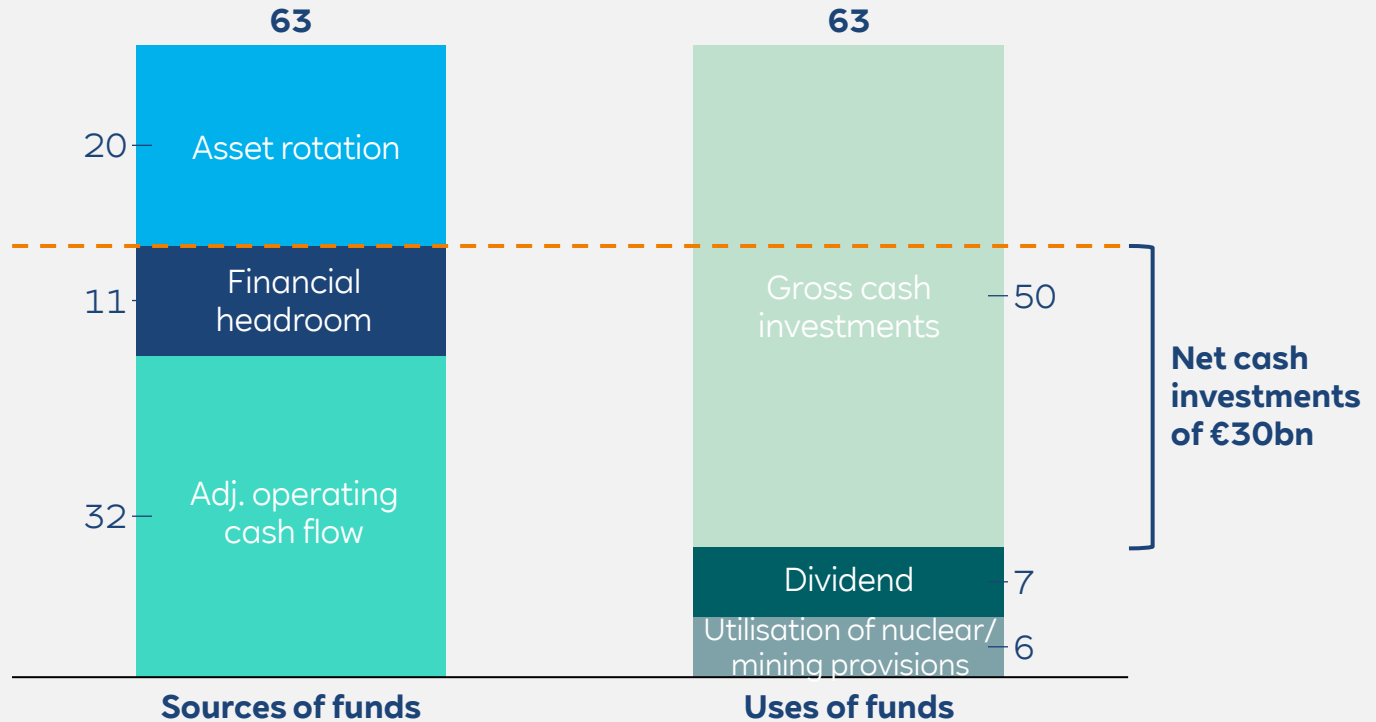 63
63
20
Asset rotation
11
Financial
headroom
32
Adj. operating
cash flow
Gross cash
investments
50
Dividend
7
Utilisation of nuclear/
mining provisions
6
Net cash
investments
of €30bn
Sources of funds
Uses of funds